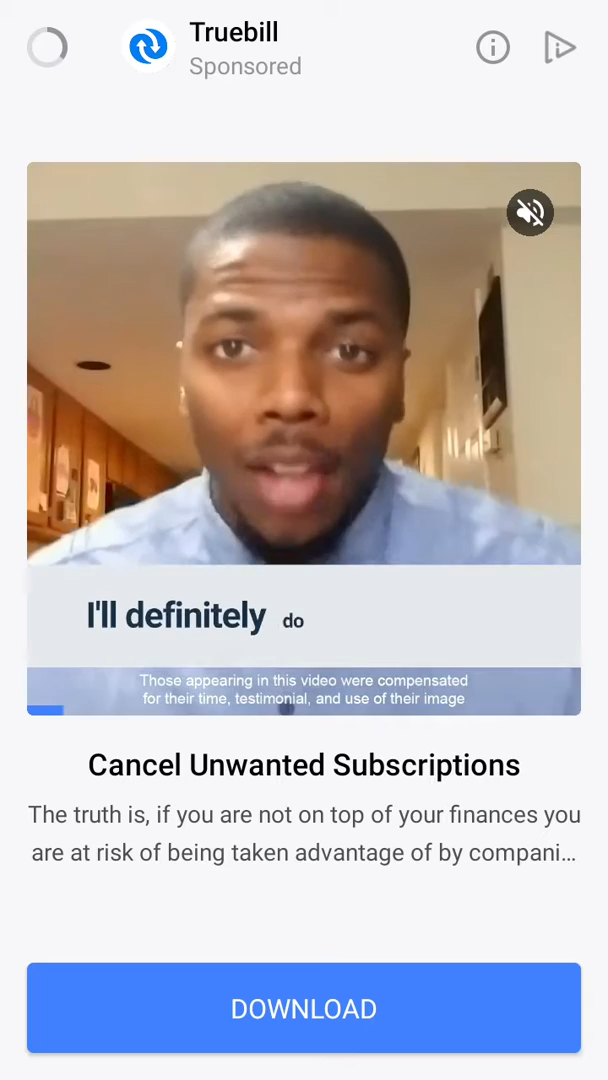 Truebill
Sponsored
I'll definitely do
Those appearing in this video were compensated
for their time, testimonial, and use of their image
Cancel Unwanted Subscriptions
The truth is, if you are not on top of your finances you
are at risk of being taken advantage of by compani...
DOWNLOAD